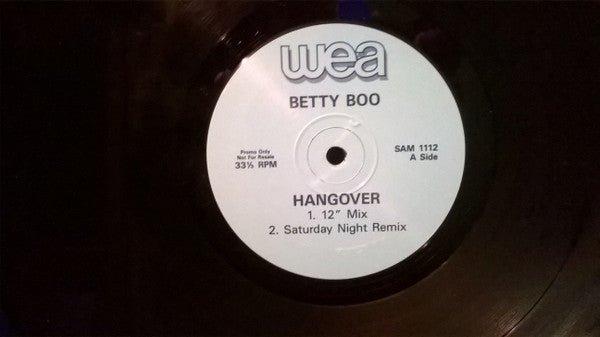 wea
BETTY BOO
Promo Only
Not For Resale
33⅓ RPM
SAM 1112
A Side
HANGOVER
1. 12" Mix
2. Saturday Night Remix